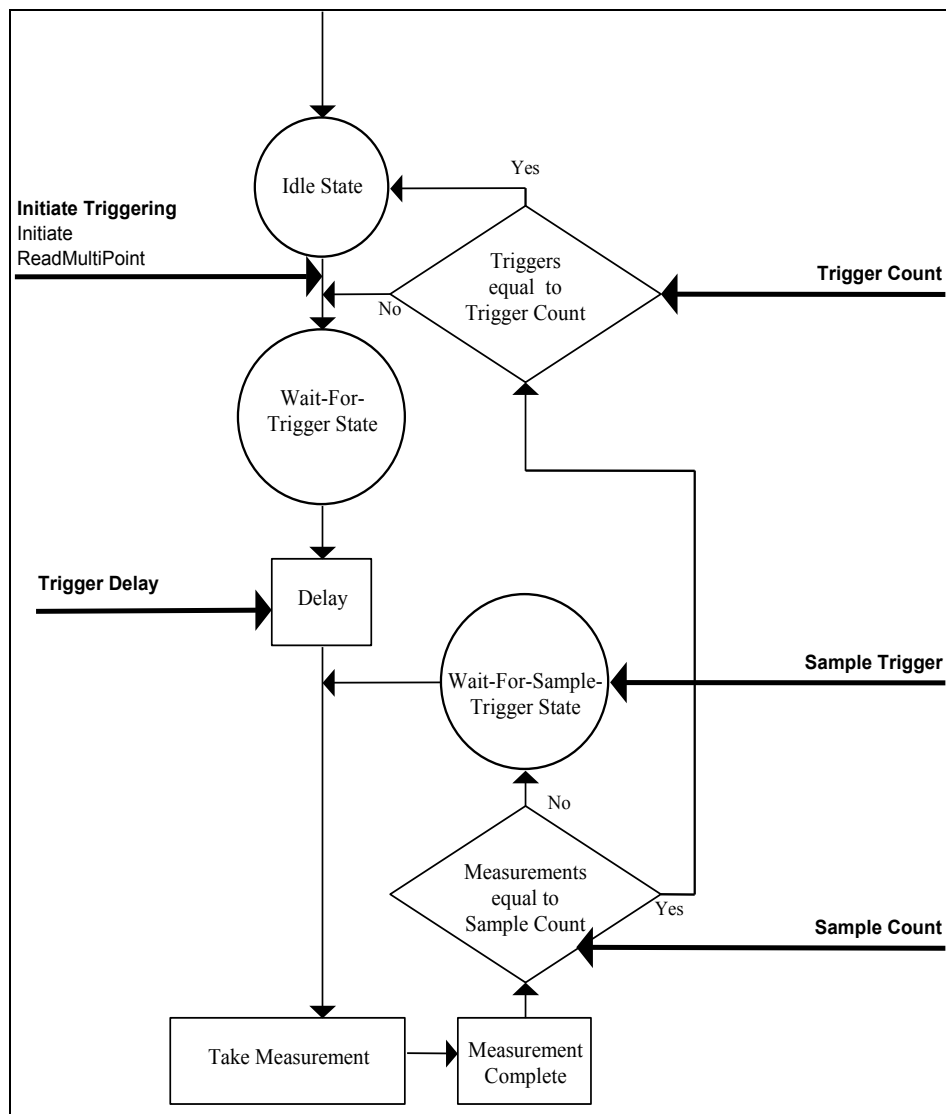 Yes
Idle State
Initiate Triggering
Initiate
ReadMultiPoint
Triggers
equal to
Trigger Count
Trigger Count
No
Wait-For-
Trigger State
Trigger Delay
Delay
Sample Trigger
Wait-For-Sample-
Trigger State
No
Measurements
equal to
Sample Count
Yes
Sample Count
Take Measurement
Measurement
Complete